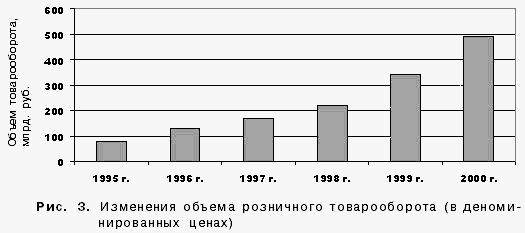 600
500
400
300
200
100
0
Объем товарооборота,
млрд. руб.
1995 г. 1996 г. 1997 г. 1998 г. 1999 г. 2000 г.
Рис. 3. Изменения объема розничного товарооборота (в деноми-
нированных ценах)